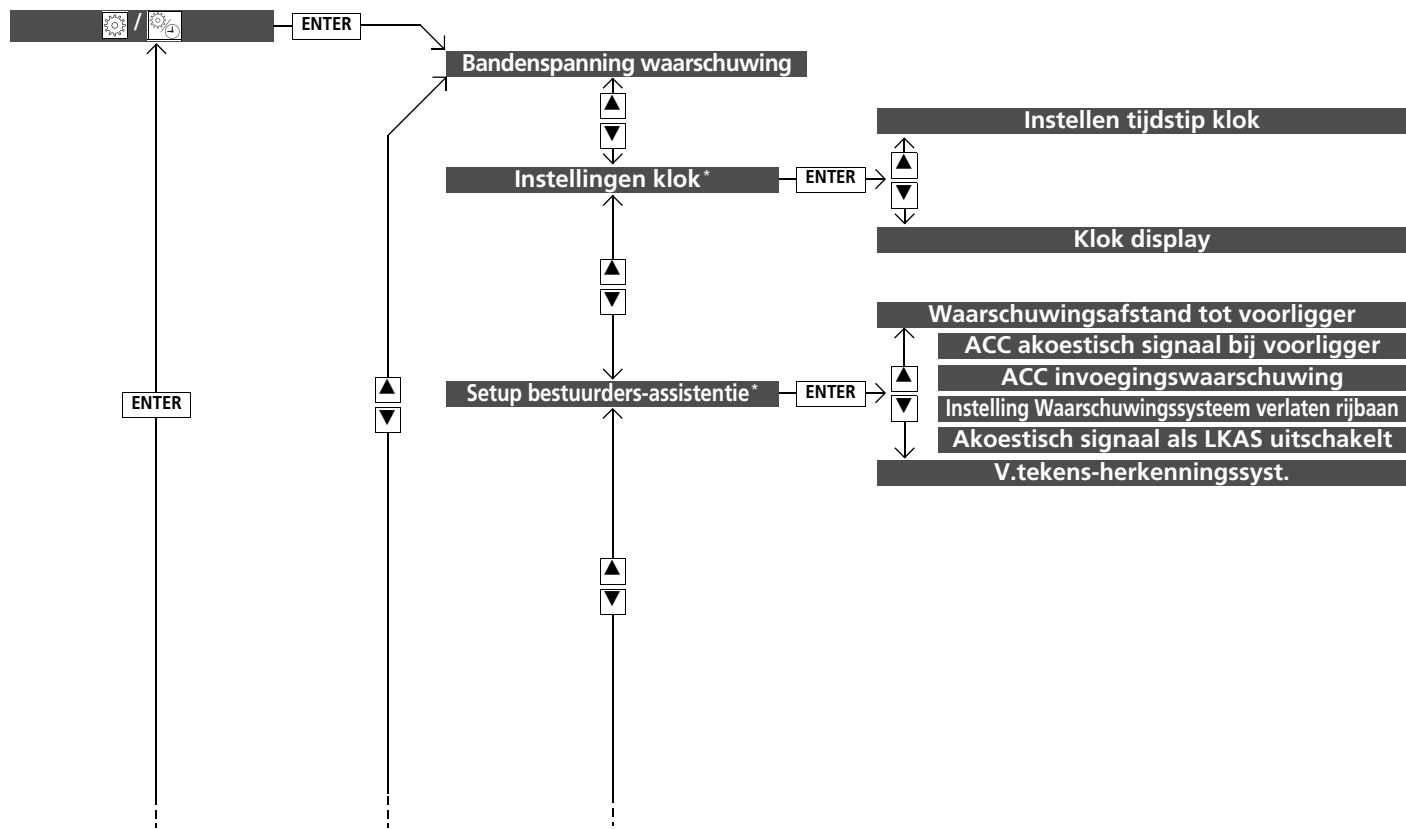 /
ENTER
Bandenspanning waarschuwing
▲
▼
Instellingen klok*
ENTER
Instellen tijdstip klok
▲
▼
Klok display
▲
▼
Setup bestuurders-assistentie*
ENTER
Waarschuwingsafstand tot voorligger
ACC akoestisch signaal bij voorligger
▲
ACC invoegingswaarschuwing
▼
Instelling Waarschuwingssysteem verlaten rijbaan
Akoestisch signaal als LKAS uitschakelt
V.tekens-herkenningssyst.
ENTER
▲
▼
▲
▼